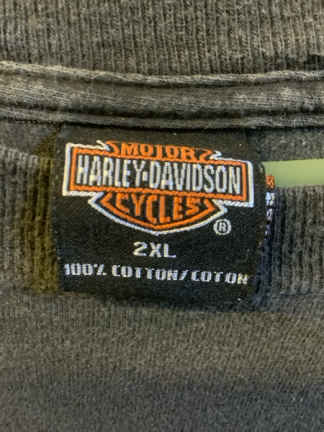 MOTOR
HARLEY-DAVIDSON
CYCLES
®
2XL
100% COTTON/COTON